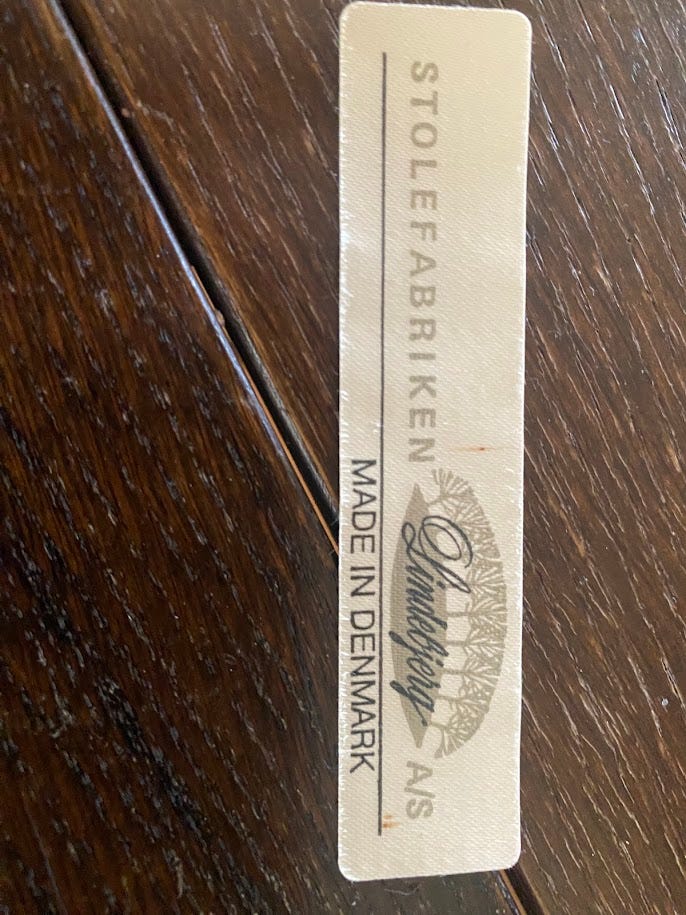 STOLEFABRIKEN Lindebjerg A/S
MADE IN DENMARK